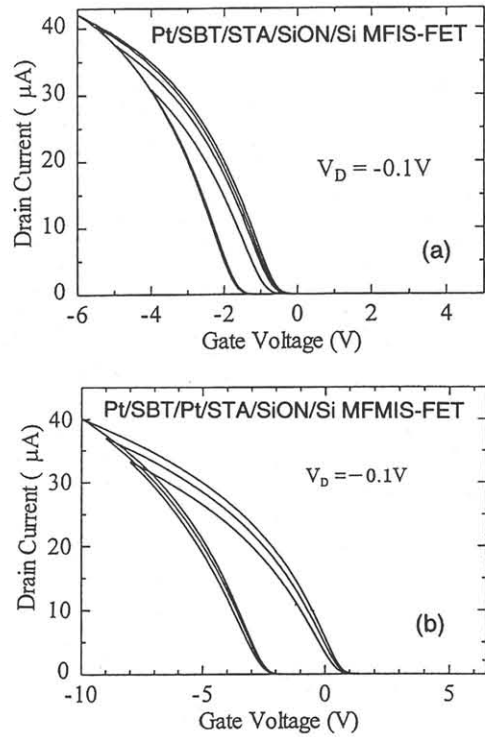 Pt/SBT/STA/SiON/Si MFIS-FET
V_D = -0.1V
(a)
40
30
20
10
0
Drain Current ( μA)
-6 -4 -2 0 2 4
Gate Voltage (V)
Pt/SBT/Pt/STA/SiON/Si MFMIS-FET
V_D =−0.1V
(b)
40
30
20
10
0
Drain Current ( μA)
-10 -5 0 5
Gate Voltage (V)